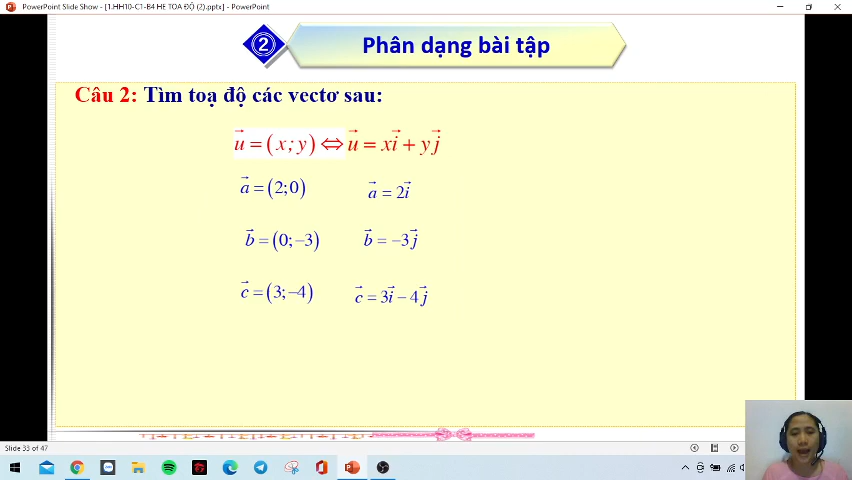 PowerPoint Slide Show - [1.HH10-C1-B4 HE TOA ĐỘ (2).pptx] - PowerPoint
2 Phân dạng bài tập
Câu 2: Tìm toạ độ các vectơ sau:
u⃗ = (x; y) ⇔ u⃗ = xi⃗ + yj⃗
a⃗ = (2;0) a⃗ = 2i⃗
b⃗ = (0;−3) b⃗ = −3j⃗
c⃗ = (3;−4) c⃗ = 3i⃗ − 4j⃗
Slide 33 of 47